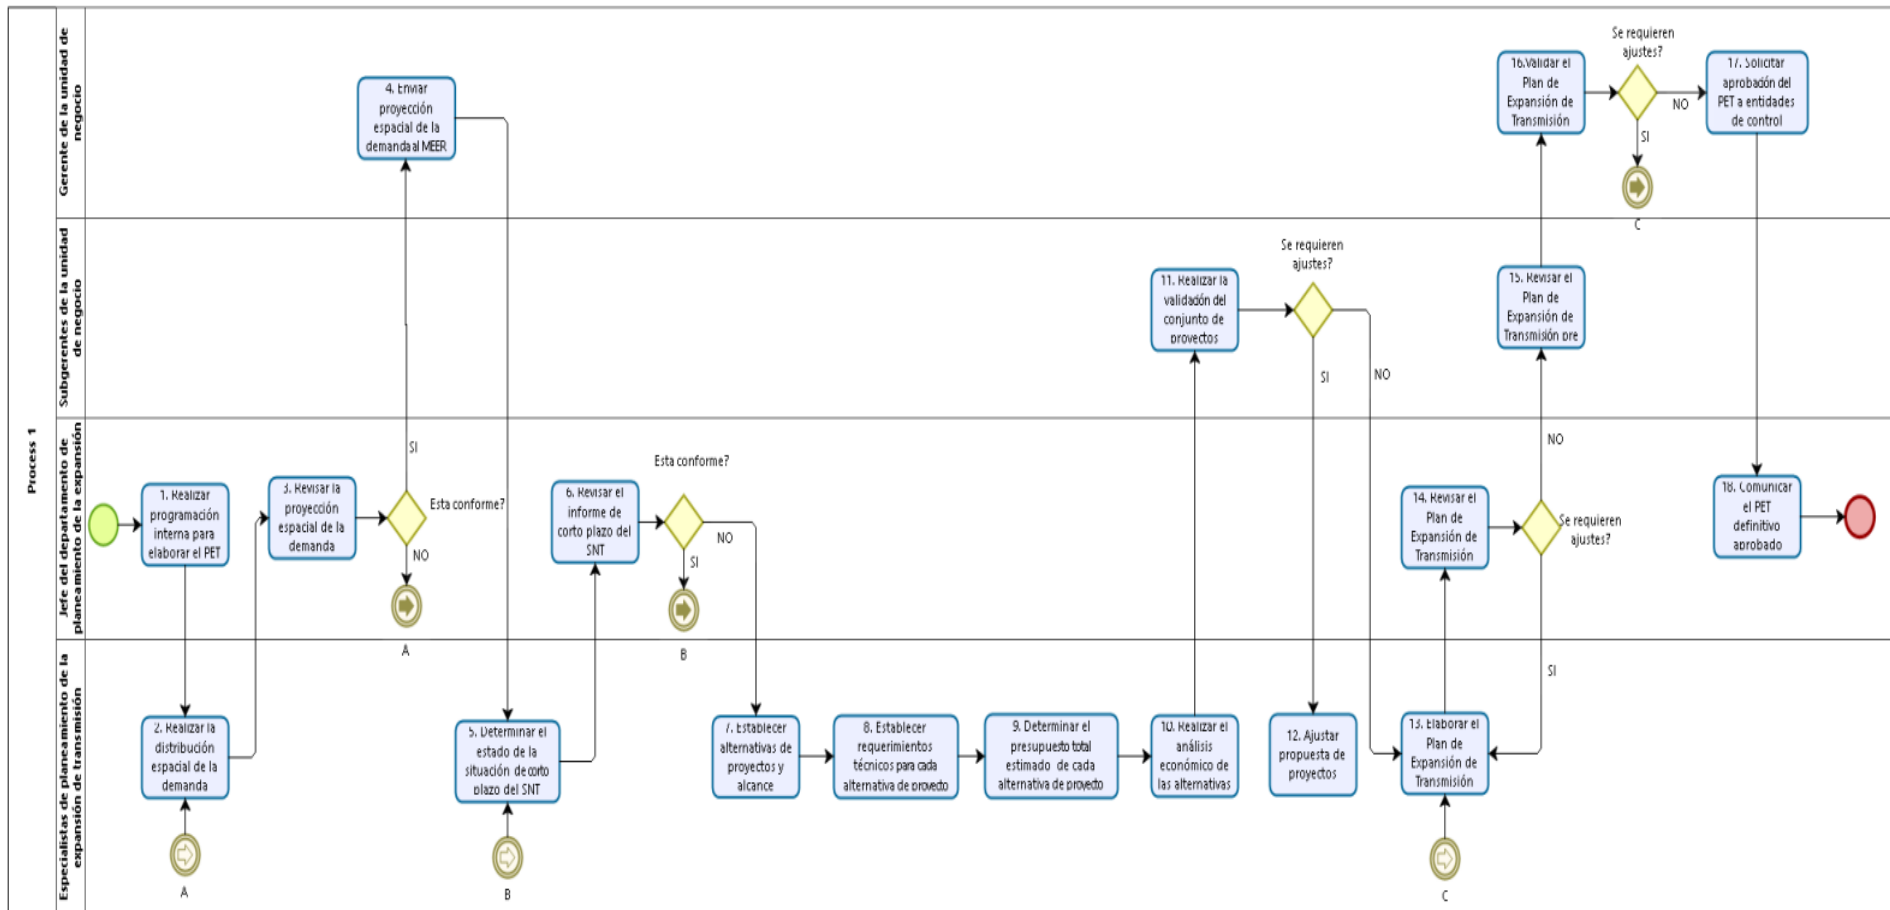 Process 1
Gerente de la unidad de
negocio
4. Enviar
proyección
espacial de la
demanda al MEER
16.Validar el
Plan de
Expansión de
Transmisión
Se requieren
ajustes?
NO
SI
C
17. Solicitar
aprobación del
PET a entidades
de control
Subgerentes de la unidad
de negocio
11. Realizar la
validación del
conjunto de
proyectos
Se requieren
ajustes?
SI
NO
15. Revisar el
Plan de
Expansión de
Transmisión pre
Jefe del departamento de
planeamiento de la expansión
1. Realizar
programación
interna para
elaborar el PET
3. Revisar la
proyección
espacial de la
demanda
SI
Esta conforme?
NO
A
6. Revisar el
informe de
corto plazo del
SNT
Esta conforme?
NO
SI
B
14. Revisar el
Plan de
Expansión de
Transmisión
NO
Se requieren
ajustes?
SI
18. Comunicar
el PET
definitivo
aprobado
Especialistas de planeamiento de la
expansión de transmisión
2. Realizar la
distribución
espacial de la
demanda
A
5. Determinar el
estado de la
situación de corto
plazo del SNT
B
7. Establecer
alternativas de
proyectos y
alcance
8. Establecer
requerimientos
técnicos para cada
alternativa de proyecto
9. Determinar el
presupuesto total
estimado de cada
alternativa de proyecto
10. Realizar el
análisis
económico de
las alternativas
12. Ajustar
propuesta de
proyectos
13. Elaborar el
Plan de
Expansión de
Transmisión
C